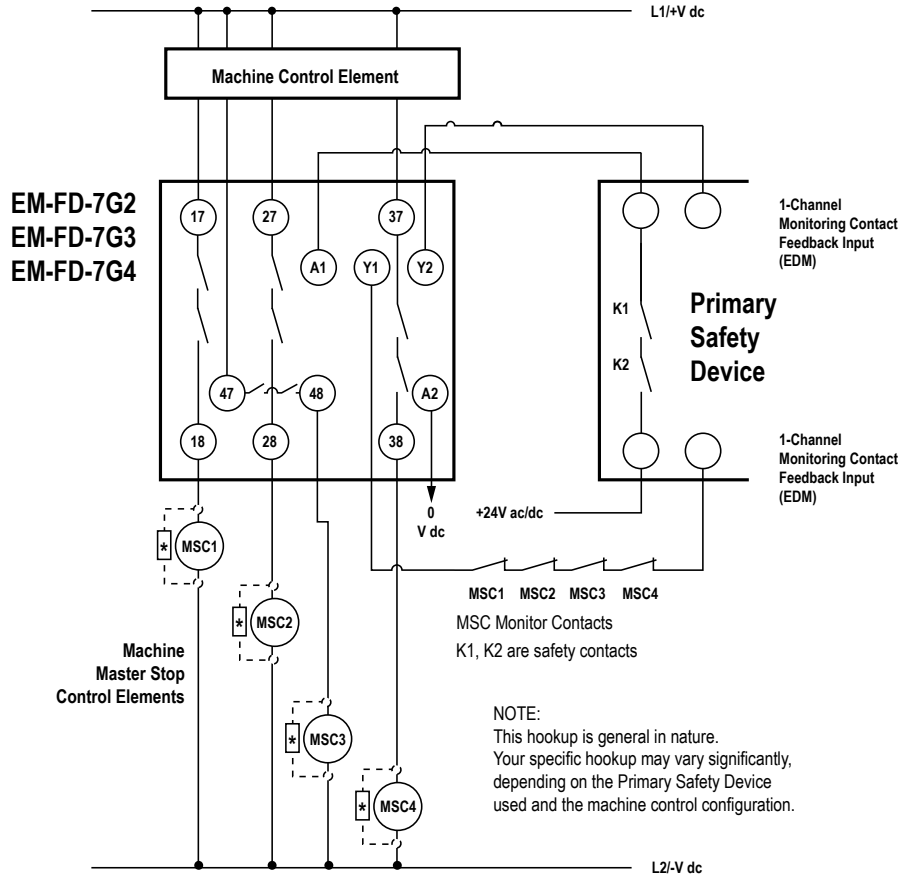 L1/+V dc
Machine Control Element
EM-FD-7G2
EM-FD-7G3
EM-FD-7G4
17
27
37
A1
Y1
Y2
47
48
A2
18
28
38
1-Channel
Monitoring Contact
Feedback Input
(EDM)
K1
K2
Primary
Safety
Device
1-Channel
Monitoring Contact
Feedback Input
(EDM)
0
V dc
+24V ac/dc
* MSC1
* MSC2
* MSC3
* MSC4
MSC1 MSC2 MSC3 MSC4
MSC Monitor Contacts
K1, K2 are safety contacts
Machine
Master Stop
Control Elements
NOTE:
This hookup is general in nature.
Your specific hookup may vary significantly,
depending on the Primary Safety Device
used and the machine control configuration.
L2/-V dc